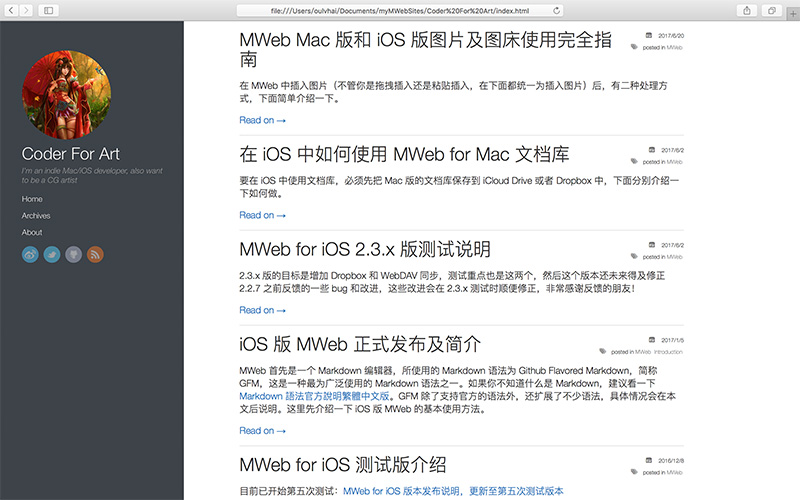 file:///Users/oulvhai/Documents/myMWebSites/Coder%20For%20Art/index.html
Coder For Art
I'm an indie Mac/iOS developer, also want
to be a CG artist
Home
Archives
About
MWeb Mac 版和 iOS 版图片及图床使用完全指
南
2017/6/20
posted in MWeb
在 MWeb 中插入图片（不管你是拖拽插入还是粘贴插入，在下面都统一为插入图片）后，有二种处理方
式，下面简单介绍一下。
Read on →
在 iOS 中如何使用 MWeb for Mac 文档库
2017/6/2
posted in MWeb
要在 iOS 中使用文档库，必须先把 Mac 版的文档库保存到 iCloud Drive 或者 Dropbox 中，下面分别介绍一
下如何做。
Read on →
MWeb for iOS 2.3.x 版测试说明
2017/6/2
posted in MWeb
2.3.x 版的目标是增加 Dropbox 和 WebDAV 同步，测试重点也是这两个，然后这个版本还未来得及修正
2.2.7 之前反馈的一些 bug 和改进，这些改进会在 2.3.x 测试时顺便修正，非常感谢反馈的朋友！
Read on →
iOS 版 MWeb 正式发布及简介
2017/1/5
posted in MWeb introduction
MWeb 首先是一个 Markdown 编辑器，所使用的 Markdown 语法为 Github Flavored Markdown，简称
GFM，这是一种最为广泛使用的 Markdown 语法之一。如果你不知道什么是 Markdown，建议看一下
Markdown 語法官方說明繁體中文版。GFM 除了支持官方的语法外，还扩展了不少语法，具体情况会在本
文后说明。这里先介绍一下 iOS 版 MWeb 的基本使用方法。
Read on →
MWeb for iOS 测试版介绍
2016/12/8
posted in MWeb
目前已开始第五次测试：MWeb for iOS 版本发布说明，更新至第五次测试版本